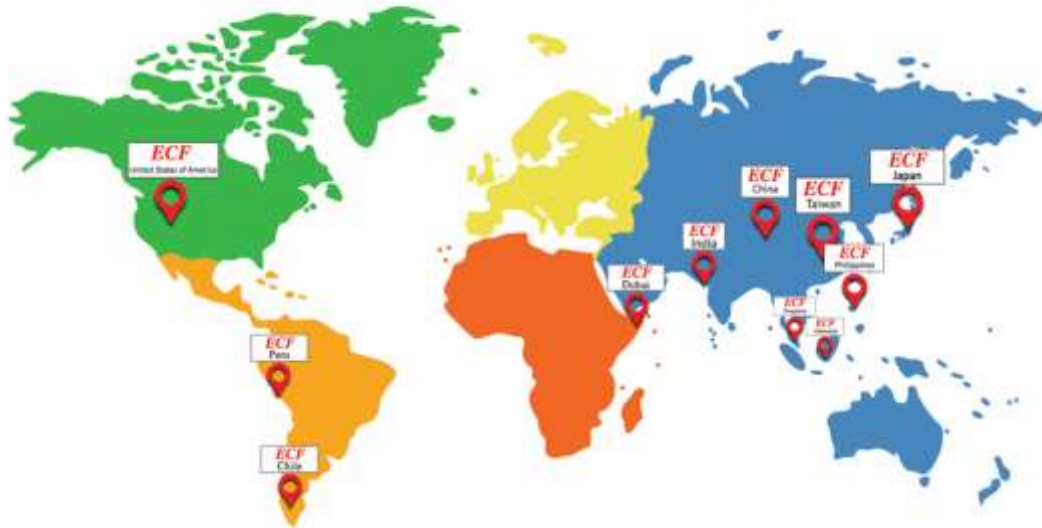 ECF
United States of America
ECF
Japan
ECF
China
ECF
Taiwan
ECF
India
ECF
Philippines
ECF
Dubai
ECF
ECF
ECF
Peru
ECF
Chile